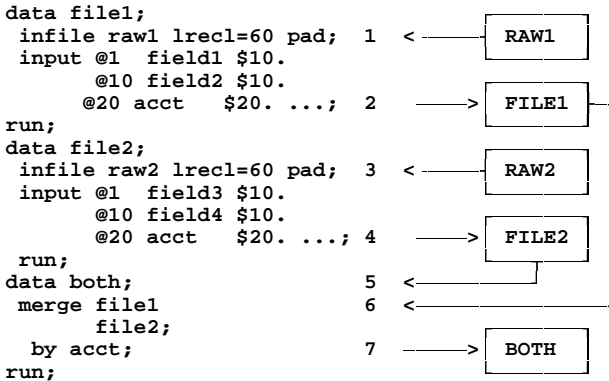 data file1;
infile raw1 lrecl=60 pad; 1 < RAW1
input @1 field1 $10.
@10 field2 $10.
@20 acct $20. ...; 2 > FILE1
run;
data file2;
infile raw2 lrecl=60 pad; 3 < RAW2
input @1 field3 $10.
@10 field4 $10.
@20 acct $20. ...; 4 > FILE2
run;
data both; 5 <
merge file1 6 <
file2;
by acct; 7 > BOTH
run;